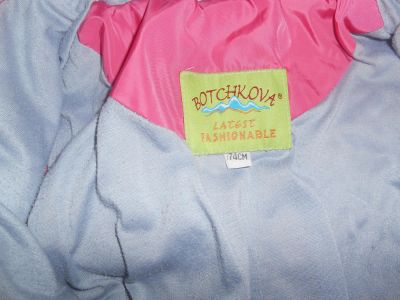 BOTCHKOVA®
LATEST
FASHIONABLE
74CM